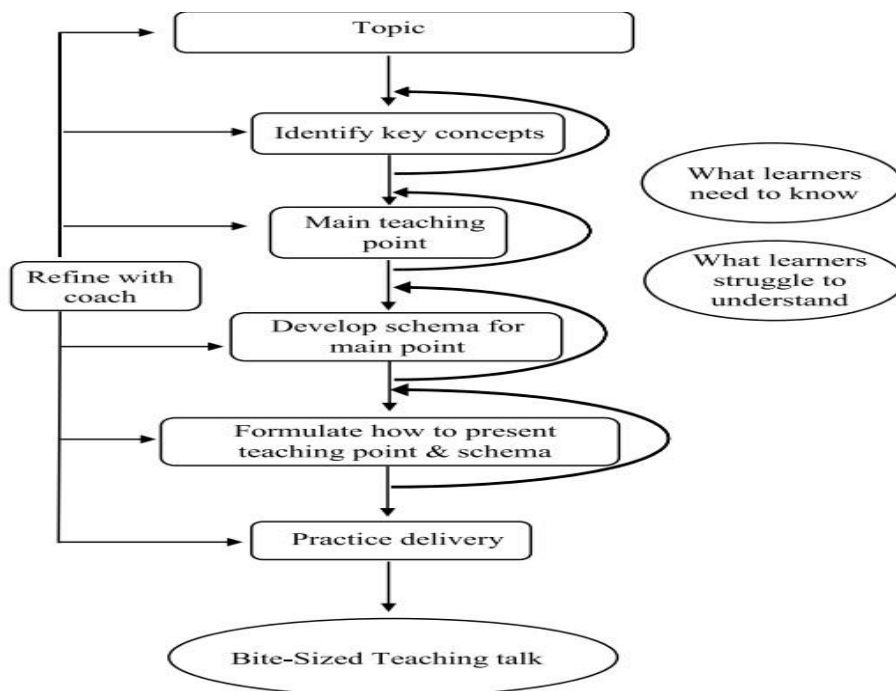 Topic
Identify key concepts
What learners
need to know
Main teaching
point
What learners
struggle to
understand
Refine with
coach
Develop schema for
main point
Formulate how to present
teaching point & schema
Practice delivery
Bite-Sized Teaching talk